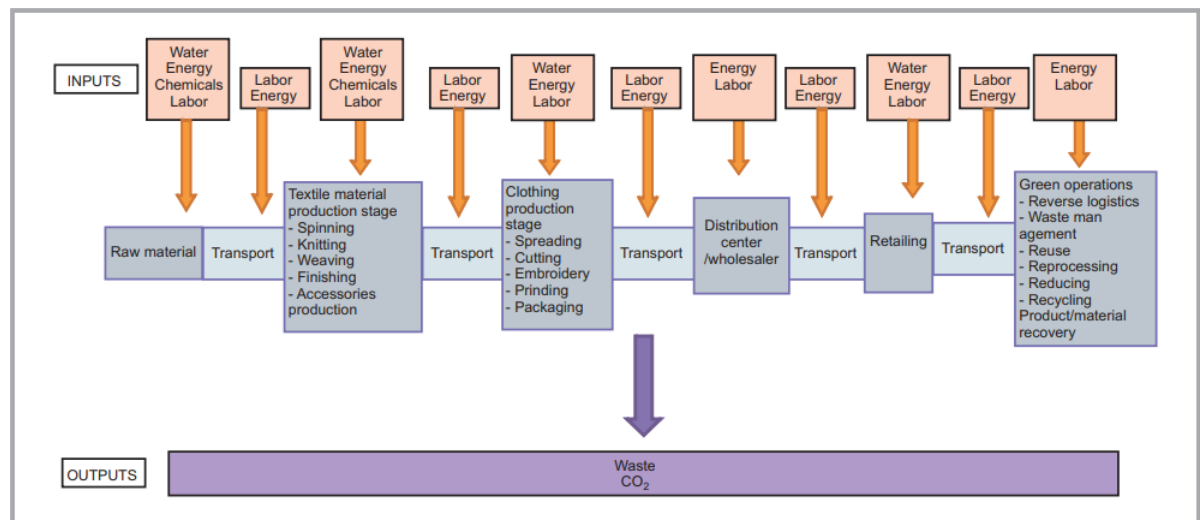 INPUTS
Water
Energy
Chemicals
Labor
Labor
Energy
Water
Energy
Chemicals
Labor
Labor
Energy
Water
Energy
Labor
Labor
Energy
Energy
Labor
Labor
Energy
Water
Energy
Labor
Labor
Energy
Energy
Labor
Raw material
Transport
Textile material
production stage
- Spinning
- Knitting
- Weaving
- Finishing
- Accessories
production
Transport
Clothing
production
stage
- Spreading
- Cutting
- Embroidery
- Prinding
- Packaging
Transport
Distribution
center
/wholesaler
Transport
Retailing
Transport
Green operations
- Reverse logistics
- Waste man
agement
- Reuse
- Reprocessing
- Reducing
- Recycling
Product/material
recovery
OUTPUTS
Waste
CO₂